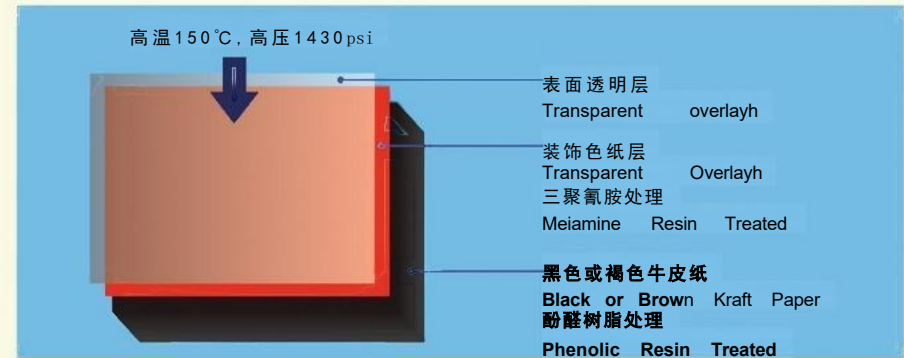 高温150℃,高压1430psi
表面透明层
Transparent overlayh
装饰色纸层
Transparent Overlayh
三聚氰胺处理
Meiamine Resin Treated
黑色或褐色牛皮纸
Black or Brown Kraft Paper
酚醛树脂处理
Phenolic Resin Treated